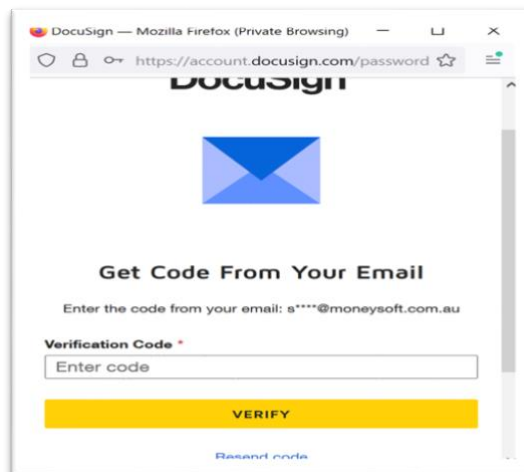 DocuSign — Mozilla Firefox (Private Browsing)
https://account.docusign.com/password
DocuSign
Get Code From Your Email
Enter the code from your email: s****@moneysoft.com.au
Verification Code *
Enter code
VERIFY
Resend code